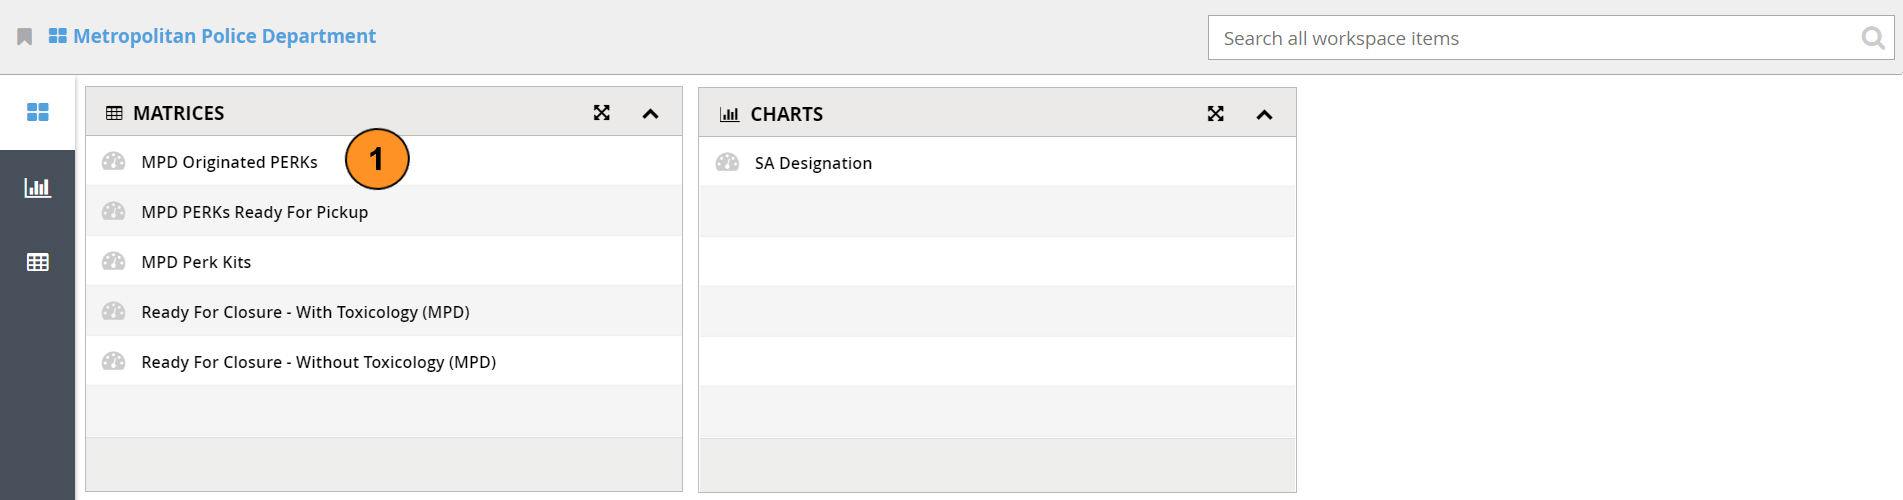 Metropolitan Police Department
Search all workspace items
MATRICES
MPD Originated PERKs
1
MPD PERKs Ready For Pickup
MPD Perk Kits
Ready For Closure - With Toxicology (MPD)
Ready For Closure - Without Toxicology (MPD)
CHARTS
SA Designation